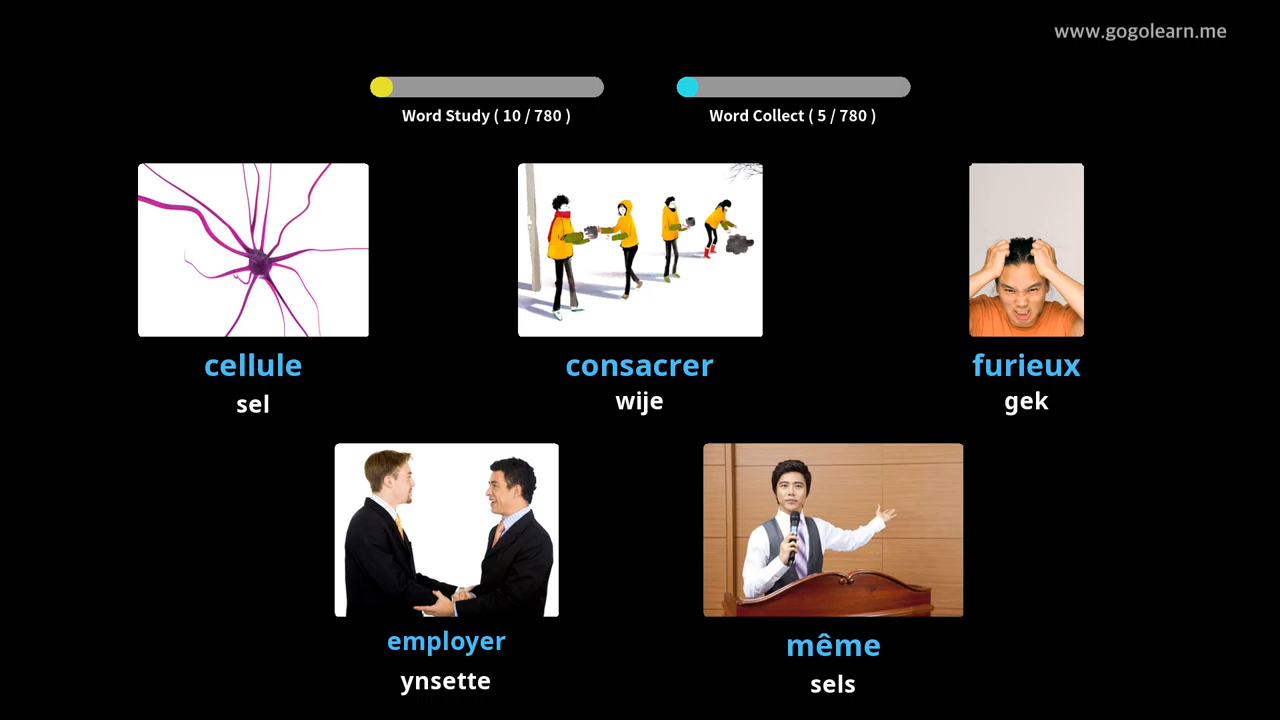 www.gogolearn.me
Word Study ( 10 / 780 )
Word Collect ( 5 / 780 )
cellule
sel
consacrer
wije
furieux
gek
employer
ynsette
même
sels